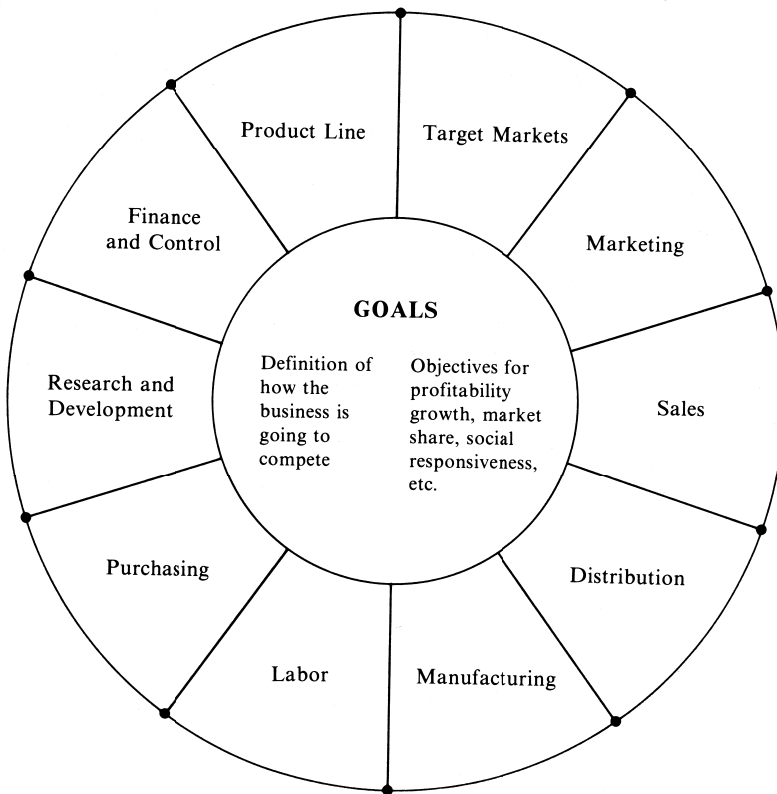 Product Line
Target Markets
Marketing
Sales
Distribution
Manufacturing
Labor
Purchasing
Research and
Development
Finance
and Control
GOALS
Definition of
how the
business is
going to
compete
Objectives for
profitability
growth, market
share, social
responsiveness,
etc.